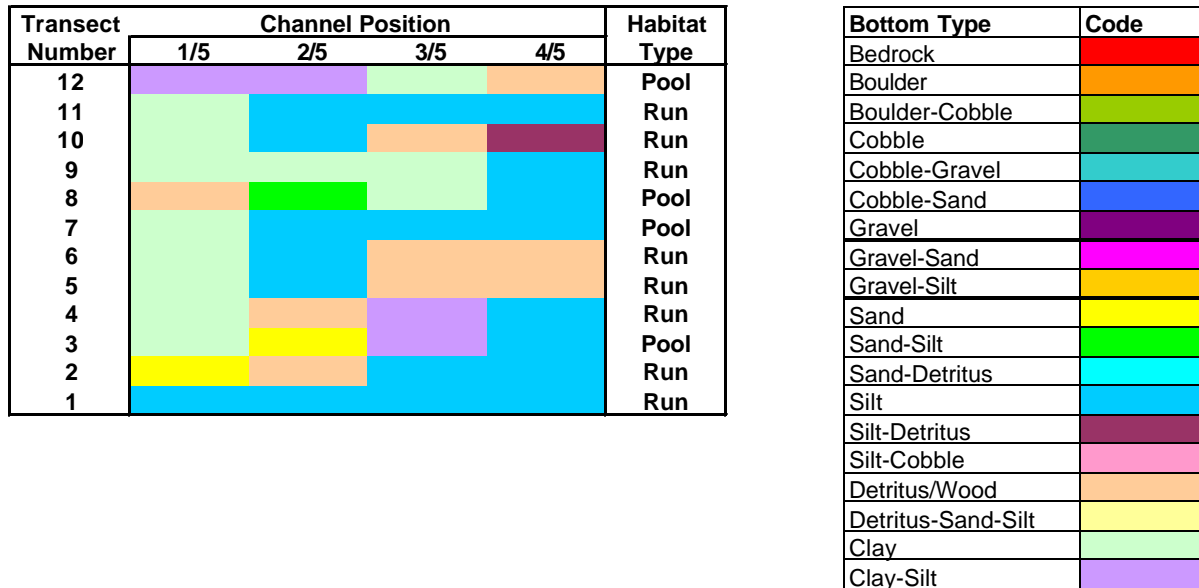 Transect Channel Position Habitat
Number 1/5 2/5 3/5 4/5 Type
12 Pool
11 Run
10 Run
9 Run
8 Pool
7 Pool
6 Run
5 Run
4 Run
3 Pool
2 Run
1 Run
Bottom Type Code
Bedrock
Boulder
Boulder-Cobble
Cobble
Cobble-Gravel
Cobble-Sand
Gravel
Gravel-Sand
Gravel-Silt
Sand
Sand-Silt
Sand-Detritus
Silt
Silt-Detritus
Silt-Cobble
Detritus/Wood
Detritus-Sand-Silt
Clay
Clay-Silt